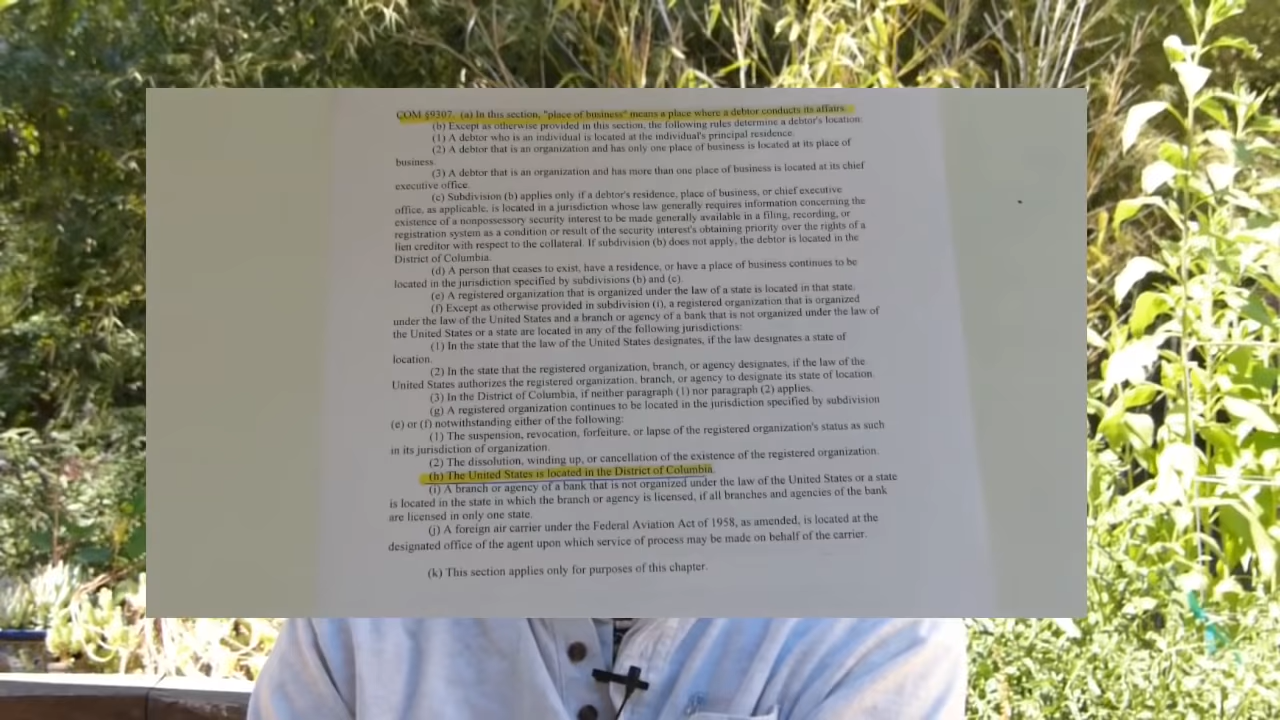 COM §9307. (a) In this section, "place of business" means a place where a debtor conducts its affairs.
(b) Except as otherwise provided in this section, the following rules determine a debtor's location:
(1) A debtor who is an individual is located at the individual's principal residence.
(2) A debtor that is an organization and has only one place of business is located at its place of
business.
(3) A debtor that is an organization and has more than one place of business is located at its chief
executive office.
(c) Subdivision (b) applies only if a debtor's residence, place of business, or chief executive
office, as applicable, is located in a jurisdiction whose law generally requires information concerning the
existence of a nonpossessory security interest to be made generally available in a filing, recording, or
registration system as a condition or result of the security interest's obtaining priority over the rights of a
lien creditor with respect to the collateral. If subdivision (b) does not apply, the debtor is located in the
District of Columbia.
(d) A person that ceases to exist, have a residence, or have a place of business continues to be
located in the jurisdiction specified by subdivisions (b) and (c).
(e) A registered organization that is organized under the law of a state is located in that state.
(f) Except as otherwise provided in subdivision (i), a registered organization that is organized
under the law of the United States and a branch or agency of a bank that is not organized under the law of
the United States or a state are located in any of the following jurisdictions:
(1) In the state that the law of the United States designates, if the law designates a state of
location.
(2) In the state that the registered organization, branch, or agency designates, if the law of the
United States authorizes the registered organization, branch, or agency to designate its state of location.
(3) In the District of Columbia, if neither paragraph (1) nor paragraph (2) applies.
(g) A registered organization continues to be located in the jurisdiction specified by subdivision
(e) or (f) notwithstanding either of the following:
(1) The suspension, revocation, forfeiture, or lapse of the registered organization's status as such
in its jurisdiction of organization.
(2) The dissolution, winding up, or cancellation of the existence of the registered organization.
(h) The United States is located in the District of Columbia.
(i) A branch or agency of a bank that is not organized under the law of the United States or a state
is located in the state in which the branch or agency is licensed, if all branches and agencies of the bank
are licensed in only one state.
(j) A foreign air carrier under the Federal Aviation Act of 1958, as amended, is located at the
designated office of the agent upon which service of process may be made on behalf of the carrier.
(k) This section applies only for purposes of this chapter.